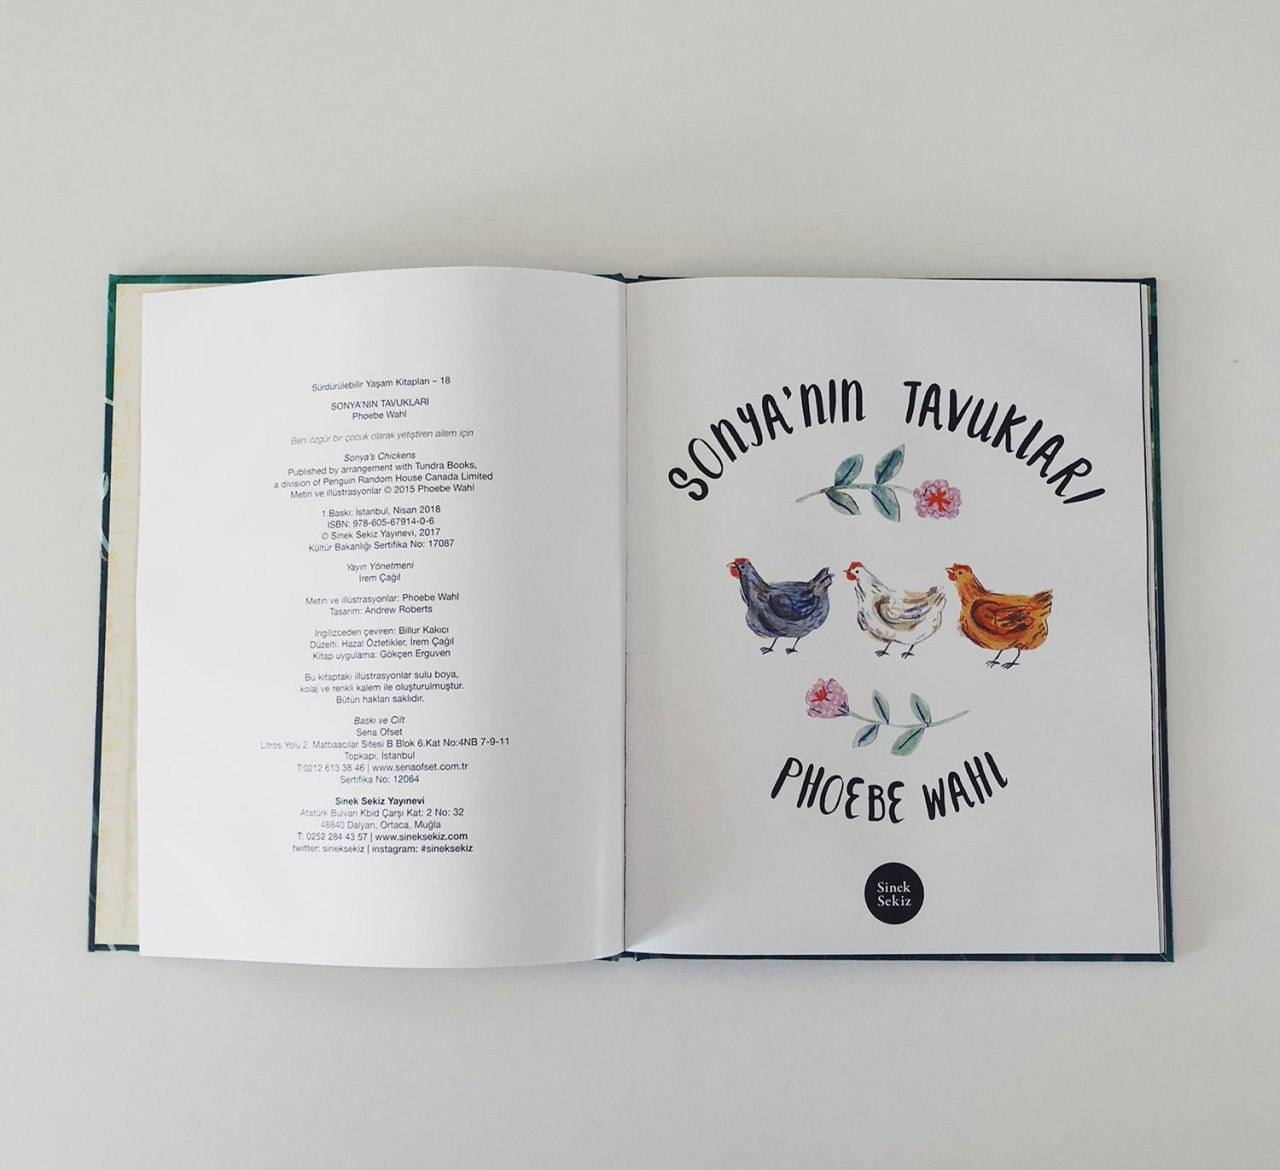 Sürdürülebilir Yaşam Kitapları – 18
SONYA'NIN TAVUKLARI
Phoebe Wahl
Beni özgür bir çocuk olarak yetiştiren ailem için
Sonya's Chickens
Published by arrangement with Tundra Books,
a division of Penguin Random House Canada Limited
Metin ve illüstrasyonlar © 2015 Phoebe Wahl
1.Baskı: İstanbul, Nisan 2018
ISBN: 978-605-67914-0-6
© Sinek Sekiz Yayınevi, 2017
Kültür Bakanlığı Sertifika No: 17087
Yayın Yönetmeni
İrem Çağıl
Metin ve illüstrasyonlar: Phoebe Wahl
Tasarım: Andrew Roberts
İngilizceden çeviren: Billur Kakıcı
Düzelti: Hazal Öztetikler, İrem Çağıl
Kitap uygulama: Gökçen Erguven
Bu kitaptaki illüstrasyonlar sulu boya,
kolaj ve renkli kalem ile oluşturulmuştur.
Bütün hakları saklıdır.
Baskı ve Cilt
Sena Ofset
Litros Yolu 2. Matbaacılar Sitesi B Blok 6.Kat No:4NB 7-9-11
Topkapı, İstanbul
T:0212 613 38 46 | www.senaofset.com.tr
Sertifika No: 12064
Sinek Sekiz Yayınevi
Atatürk Bulvarı Kbid Çarşı Kat: 2 No: 32
48840 Dalyan, Ortaca, Muğla
T: 0252 284 43 57 | www.sineksekiz.com
twitter: sineksekiz | instagram: #sineksekiz
SONYA'NIN TAVUKLARI
PHOEBE WAHL
Sinek
Sekiz